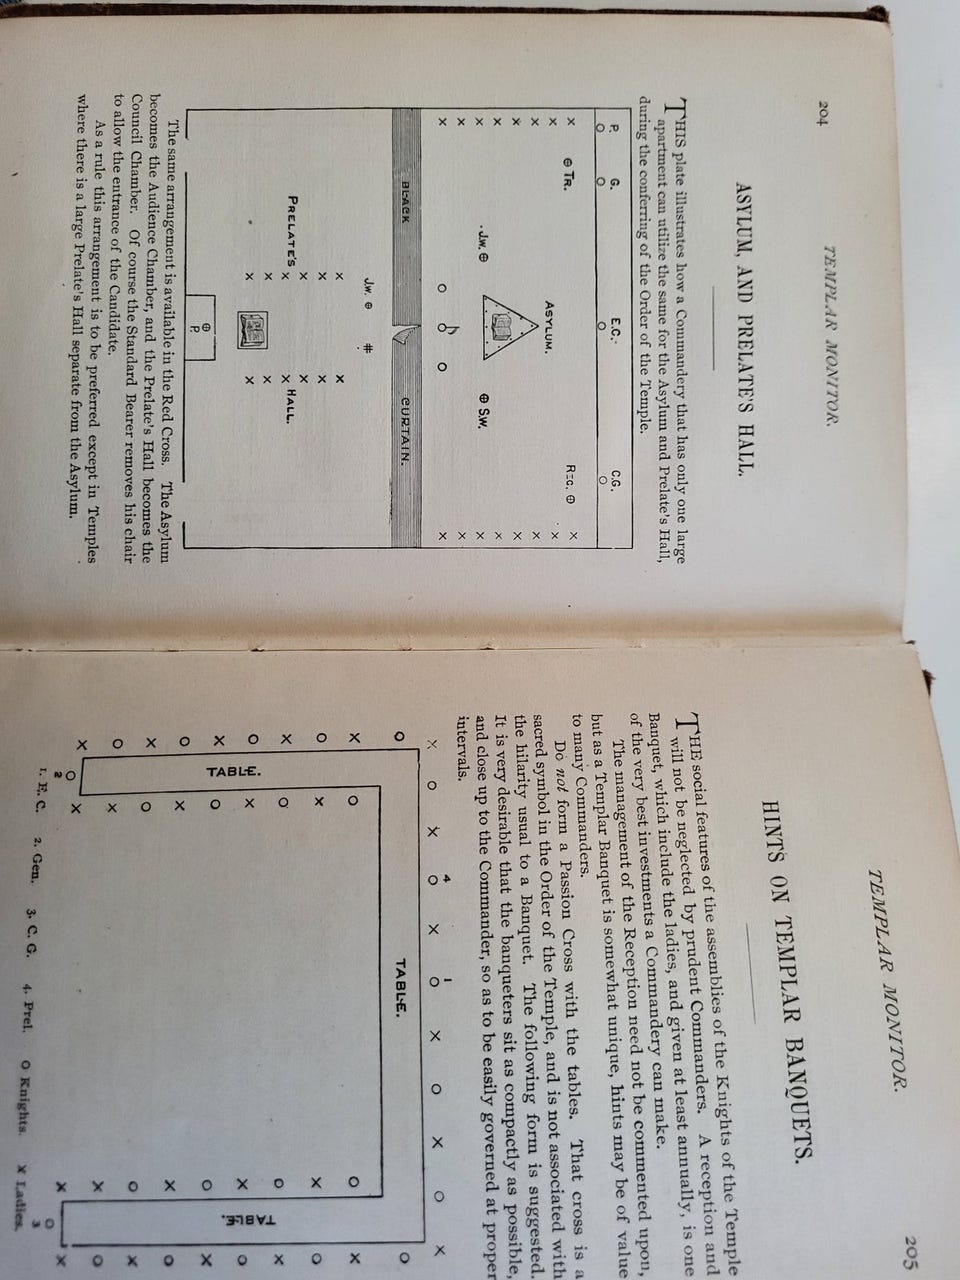 204
TEMPLAR MONITOR.
ASYLUM, AND PRELATE'S HALL.
THIS plate illustrates how a Commandery that has only one large
apartment can utilize the same for the Asylum and Prelate's Hall,
during the conferring of the Order of the Temple.
P. G. E.C. C.G.
TR. REC.
ASYLUM.
J.W. S.W.
BLACK CURTAIN.
J.W. #
PRELATE'S HALL.
P.
The same arrangement is available in the Red Cross. The Asylum
becomes the Audience Chamber, and the Prelate's Hall becomes the
Council Chamber. Of course the Standard Bearer removes his chair
to allow the entrance of the Candidate.
As a rule this arrangement is to be preferred except in Temples
where there is a large Prelate's Hall separate from the Asylum.
TEMPLAR MONITOR.
205
HINTS ON TEMPLAR BANQUETS.
THE social features of the assemblies of the Knights of the Temple
will not be neglected by prudent Commanders. A reception and
Banquet, which include the ladies, and given at least annually, is one
of the very best investments a Commandery can make.
The management of the Reception need not be commented upon,
but as a Templar Banquet is somewhat unique, hints may be of value
to many Commanders.
Do not form a Passion Cross with the tables. That cross is a
sacred symbol in the Order of the Temple, and is not associated with
the hilarity usual to a Banquet. The following form is suggested.
It is very desirable that the banqueters sit as compactly as possible,
and close up to the Commander, so as to be easily governed at proper
intervals.
4 1
X O X O X O X O X O X
TABLE.
TABLE.
TABLE.
2 3
1. E. C. 2. Gen. 3. C. G. 4. Prel. O Knights. X Ladies.